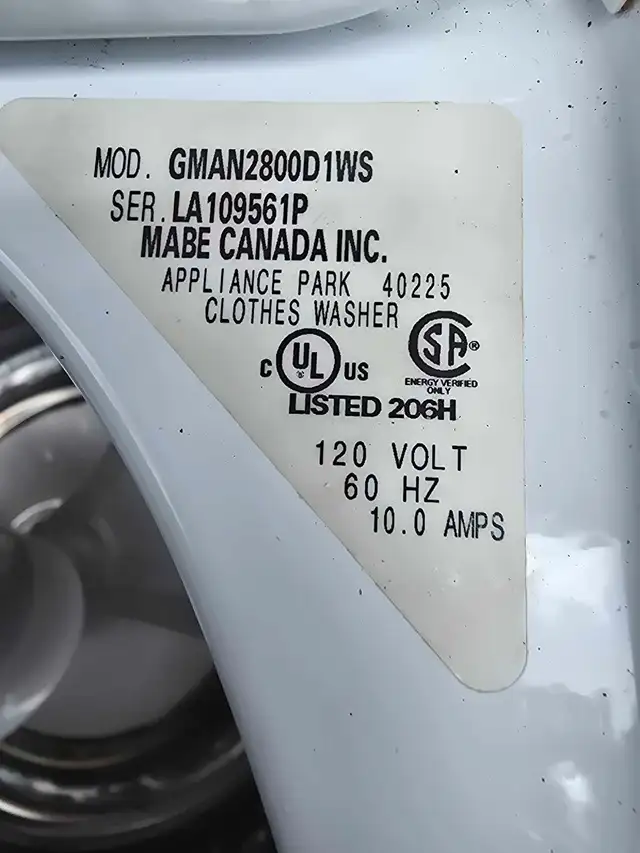 MOD. GMAN2800D1WS
SER. LA109561P
MABE CANADA INC.
APPLIANCE PARK 40225
CLOTHES WASHER
C UL US
SA ®
ENERGY VERIFIED
ONLY
LISTED 206H
120 VOLT
60 HZ
10.0 AMPS